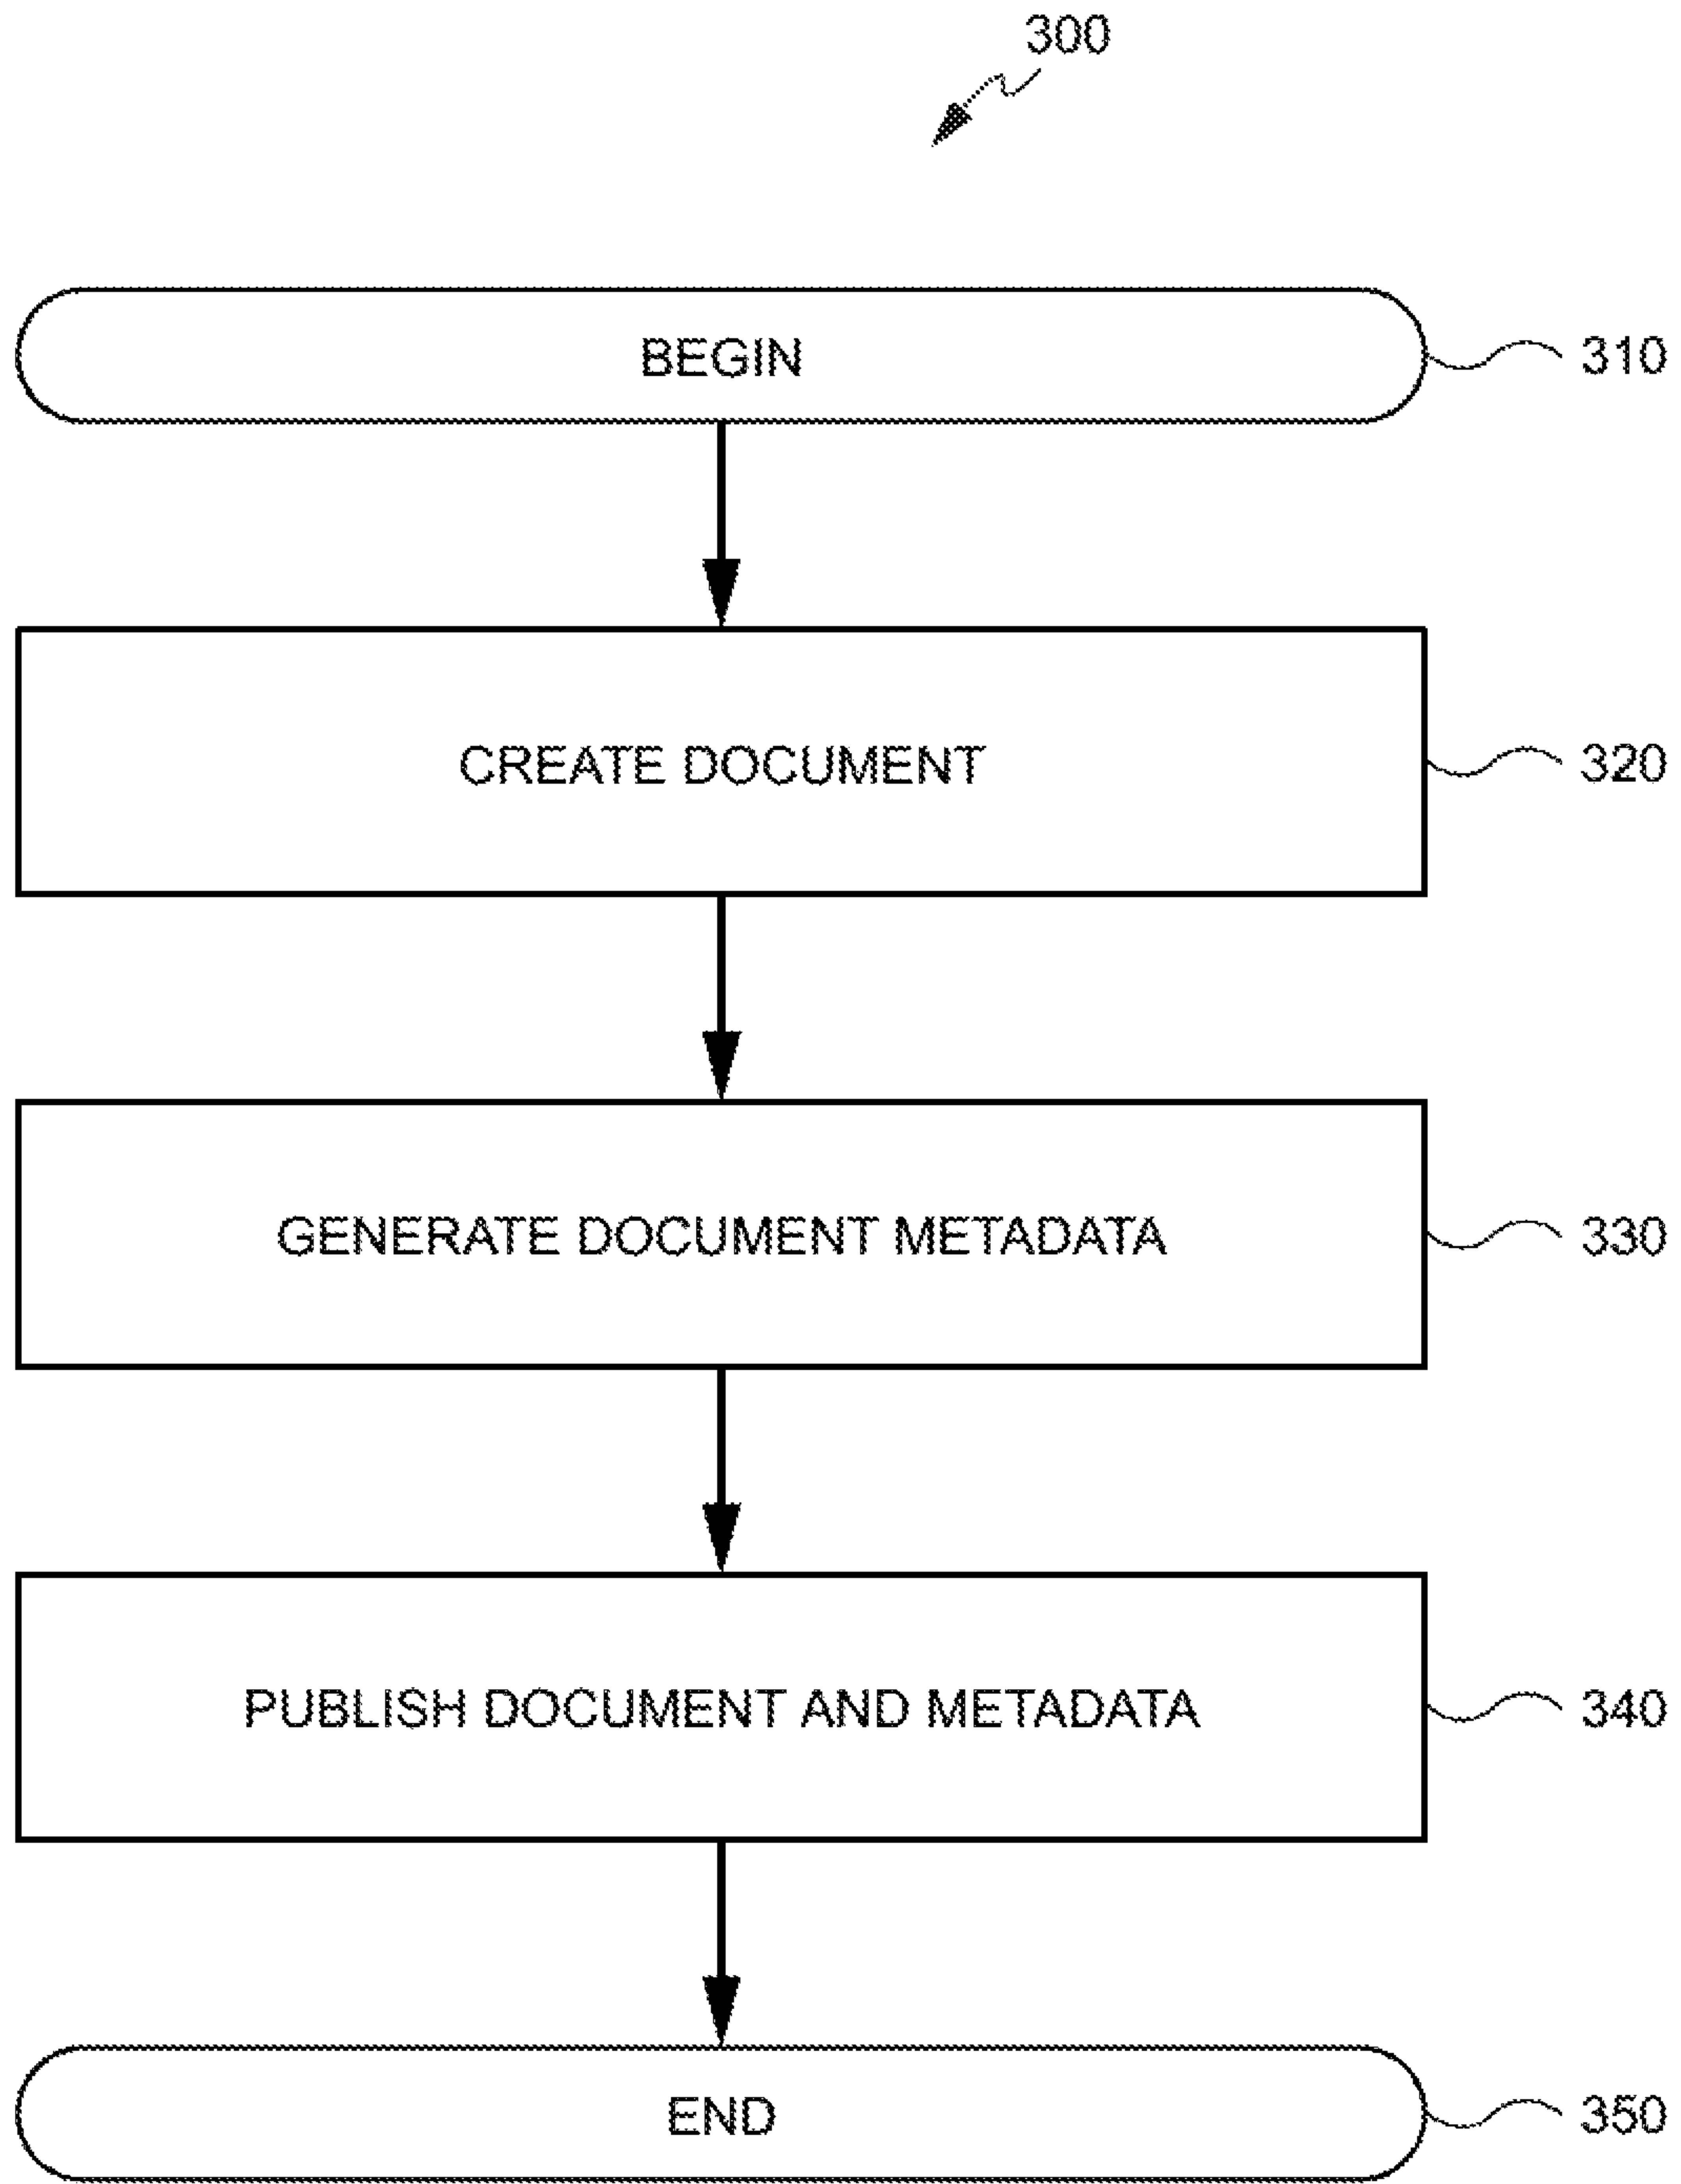 300
BEGIN
310
CREATE DOCUMENT
320
GENERATE DOCUMENT METADATA
330
PUBLISH DOCUMENT AND METADATA
340
END
350